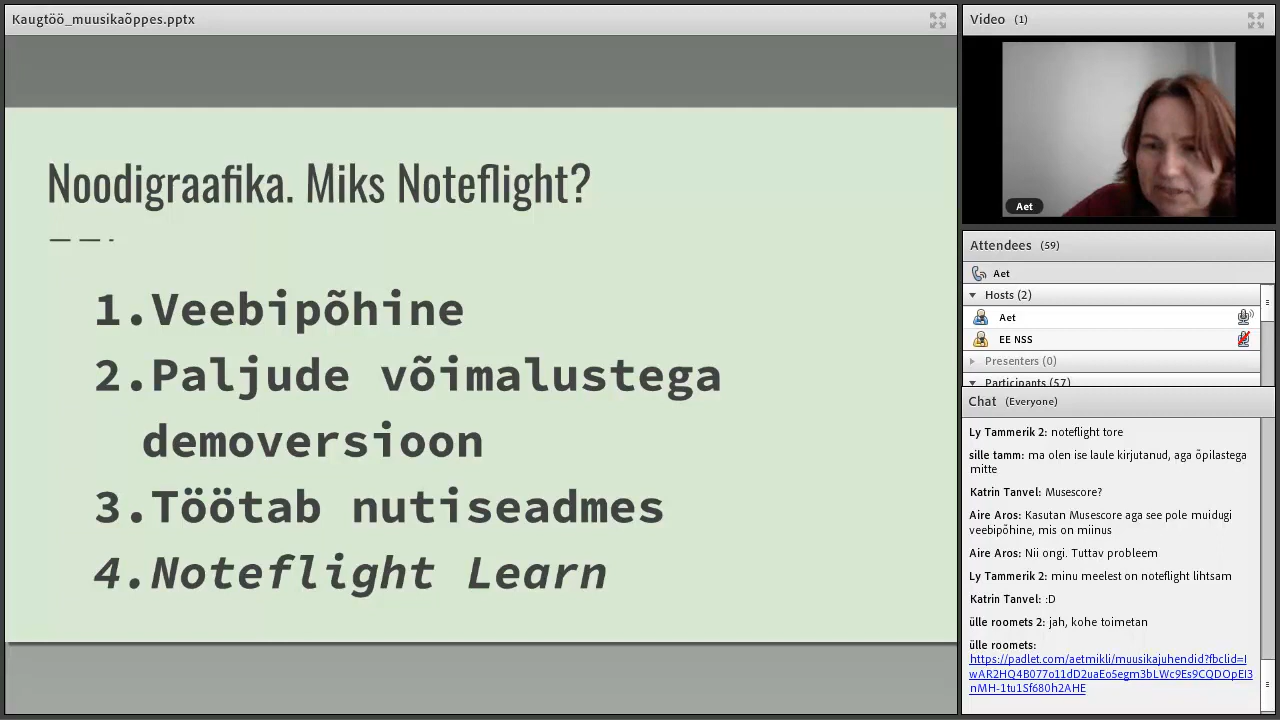 Kaugtöö_muusikaõppes.pptx
Noodigraafika. Miks Noteflight?
1.Veebipõhine
2.Paljude võimalustega
demoversioon
3.Töötab nutiseadmes
4.Noteflight Learn
Video (1)
Aet
Attendees (59)
Aet
Hosts (2)
Aet
EE NSS
Presenters (0)
Participants (57)
Chat (Everyone)
Ly Tammerik 2: noteflight tore
sille tamm: ma olen ise laule kirjutanud, aga õpilastega
mitte
Katrin Tanvel: Musescore?
Aire Aros: Kasutan Musescore aga see pole muidugi
veebipõhine, mis on miinus
Aire Aros: Nii ongi. Tuttav probleem
Ly Tammerik 2: minu meelest on noteflight lihtsam
Katrin Tanvel: :D
ülle roomets 2: jah, kohe toimetan
ülle roomets:
https://padlet.com/aetmikli/muusikajuhendid?fbclid=I
wAR2HQ4B077o11dD2uaEo5egm3bLWc9Es9CQDOpEI3
nMH-1tu1Sf680h2AHE